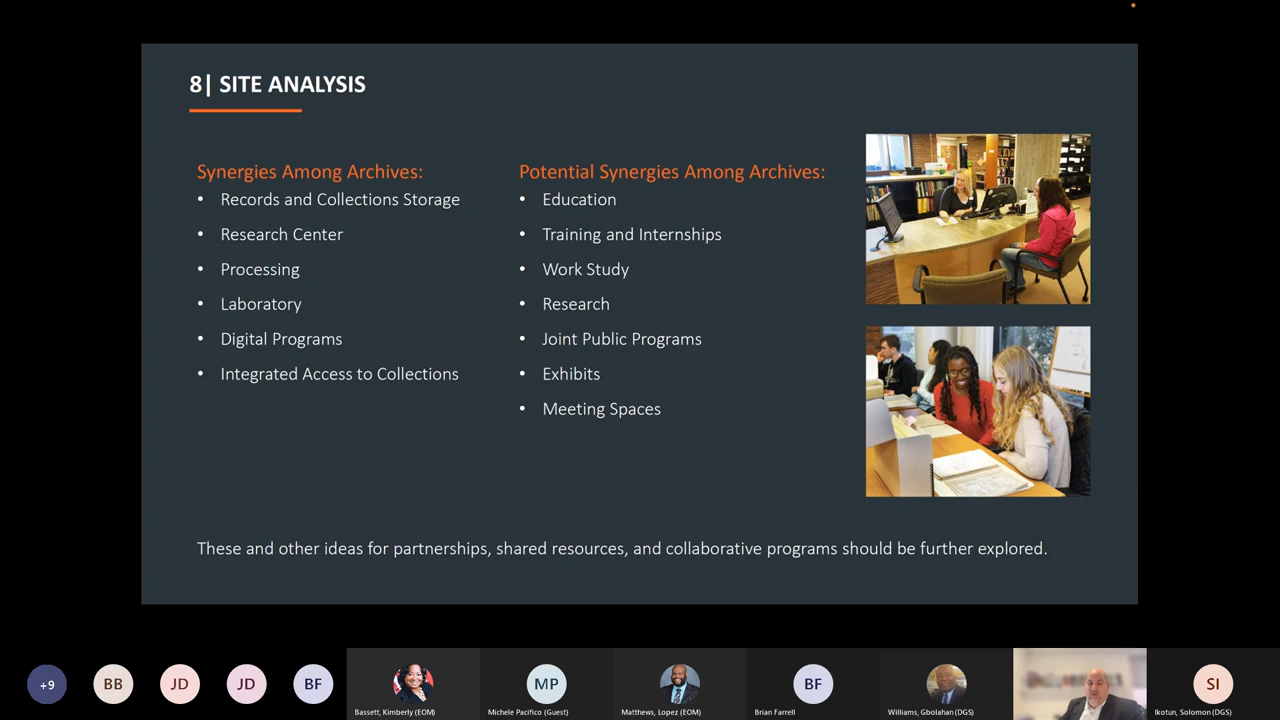 8| SITE ANALYSIS
Synergies Among Archives:
• Records and Collections Storage
• Research Center
• Processing
• Laboratory
• Digital Programs
• Integrated Access to Collections
Potential Synergies Among Archives:
• Education
• Training and Internships
• Work Study
• Research
• Joint Public Programs
• Exhibits
• Meeting Spaces
These and other ideas for partnerships, shared resources, and collaborative programs should be further explored.
+9
BB
JD
JD
BF
Bassett, Kimberly (EOM)
MP
Michele Pacifico (Guest)
Matthews, Lopez (EOM)
BF
Brian Farrell
Williams, Gbolahan (DGS)
SI
Ikotun, Solomon (DGS)